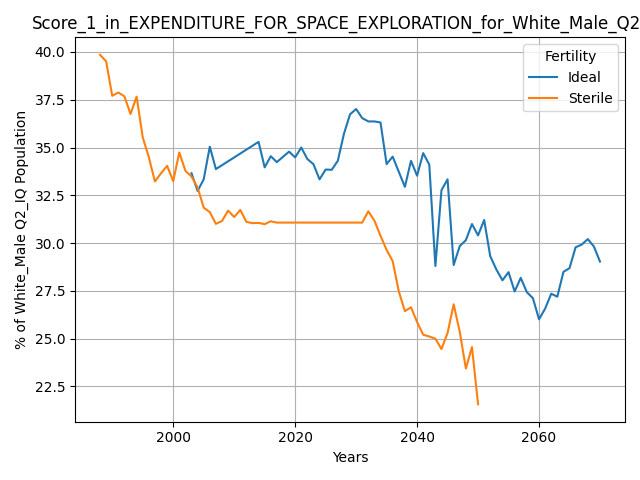 Score_1_in_EXPENDITURE_FOR_SPACE_EXPLORATION_for_White_Male_Q2
Fertility
Ideal
Sterile
% of White_Male Q2_IQ Population
40.0
37.5
35.0
32.5
30.0
27.5
25.0
22.5
2000
2020
2040
2060
Years